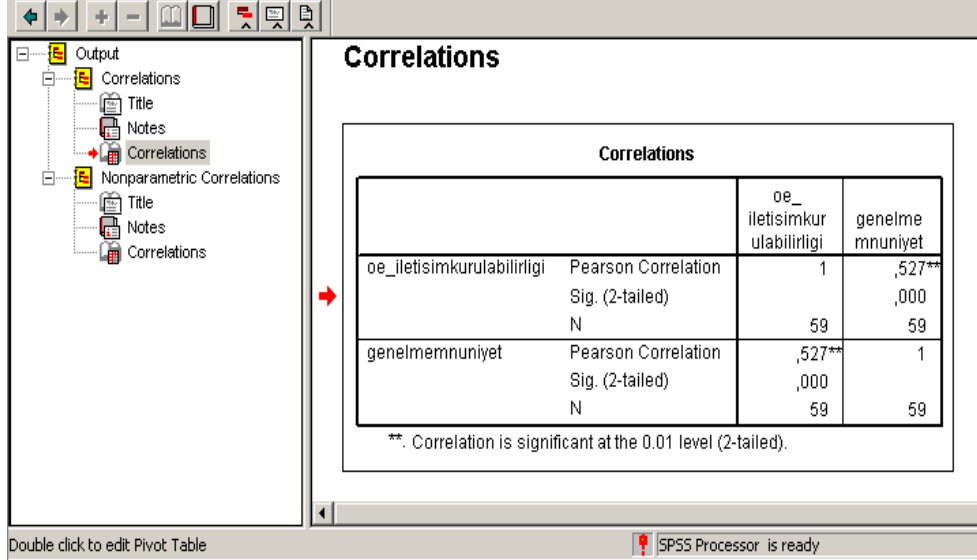 Output
Correlations
Title
Notes
Correlations
Nonparametric Correlations
Title
Notes
Correlations
Correlations
Correlations
oe_
iletisimkur
ulabilirligi
genelme
mnuniyet
oe_iletisimkurulabilirligi Pearson Correlation 1 ,527**
Sig. (2-tailed) ,000
N 59 59
genelmemnuniyet Pearson Correlation ,527** 1
Sig. (2-tailed) ,000
N 59 59
**. Correlation is significant at the 0.01 level (2-tailed).
Double click to edit Pivot Table
SPSS Processor is ready